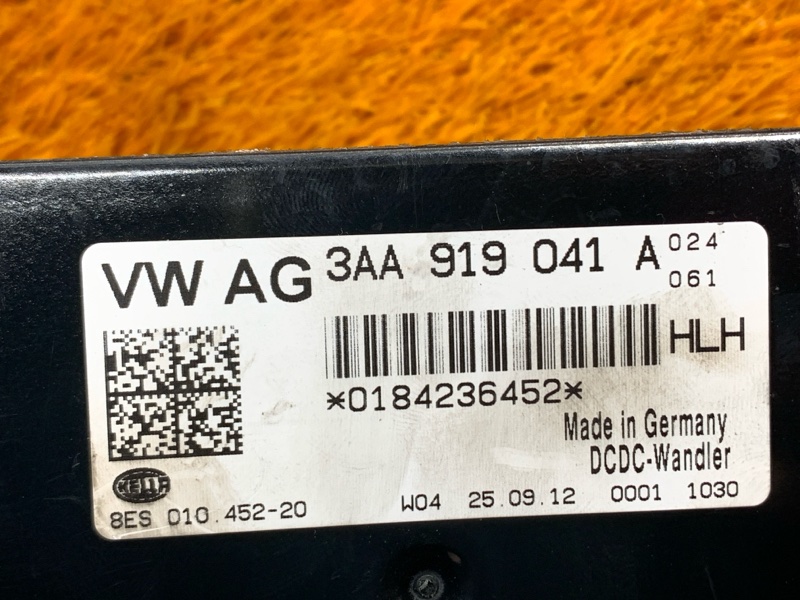 VW AG 3AA 919 041 A 024
061
HLH
*0184236452*
Made in Germany
DCDC-Wandler
HELLA
8ES 010.452-20 W04 25.09.12 0001 1030